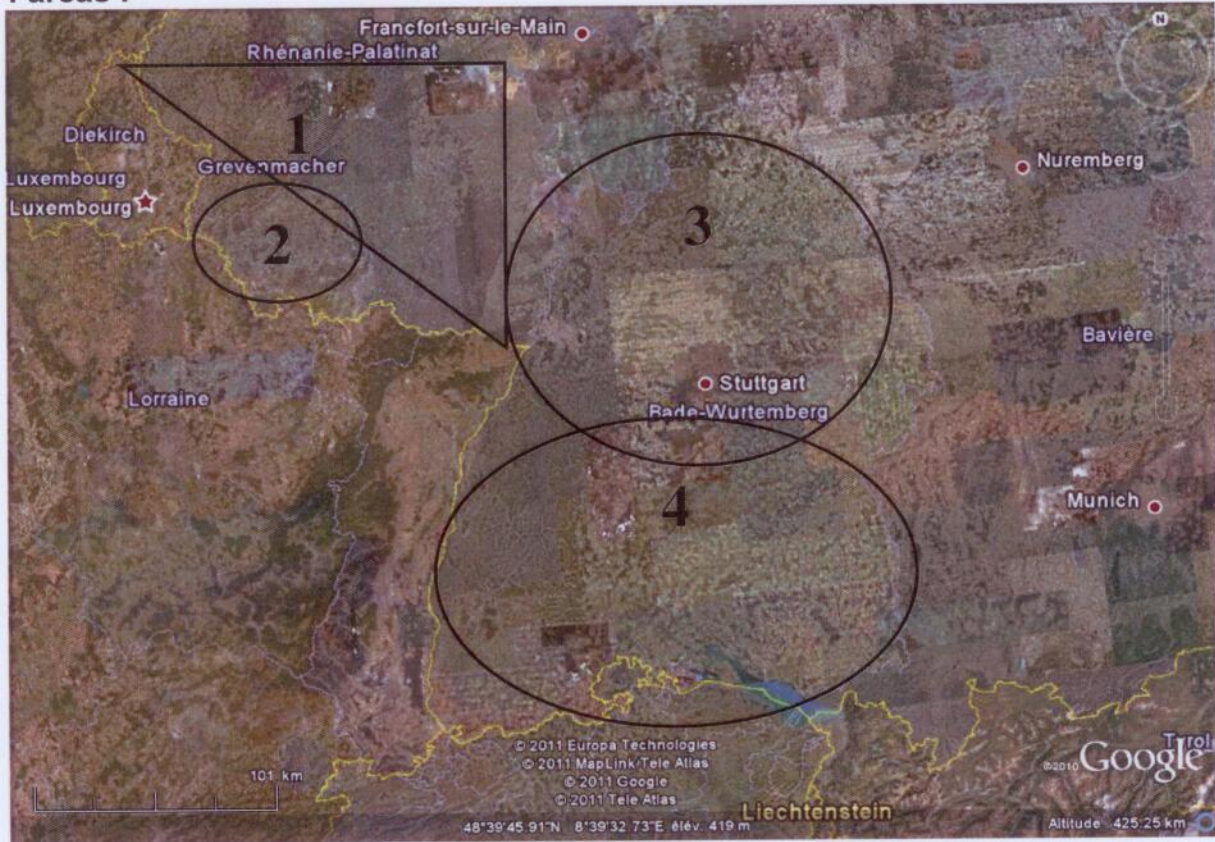 Francfort-sur-le-Main
Rhénanie-Palatinat
1
Diekirch
Grevenmacher
Nuremberg
Luxembourg
Luxembourg
2
3
Bavière
Stuttgart
Lorraine
Bade-Wurtemberg
4
Munich
© 2011 Europa Technologies
© 2011 MapLink/Tele Atlas
© 2011 Google
© 2011 Tele Atlas
Tyrol
©2010 Google
101 km
Liechtenstein
48°39'45.91"N 8°39'32.73"E élév. 419 m
Altitude 425.25 km
N